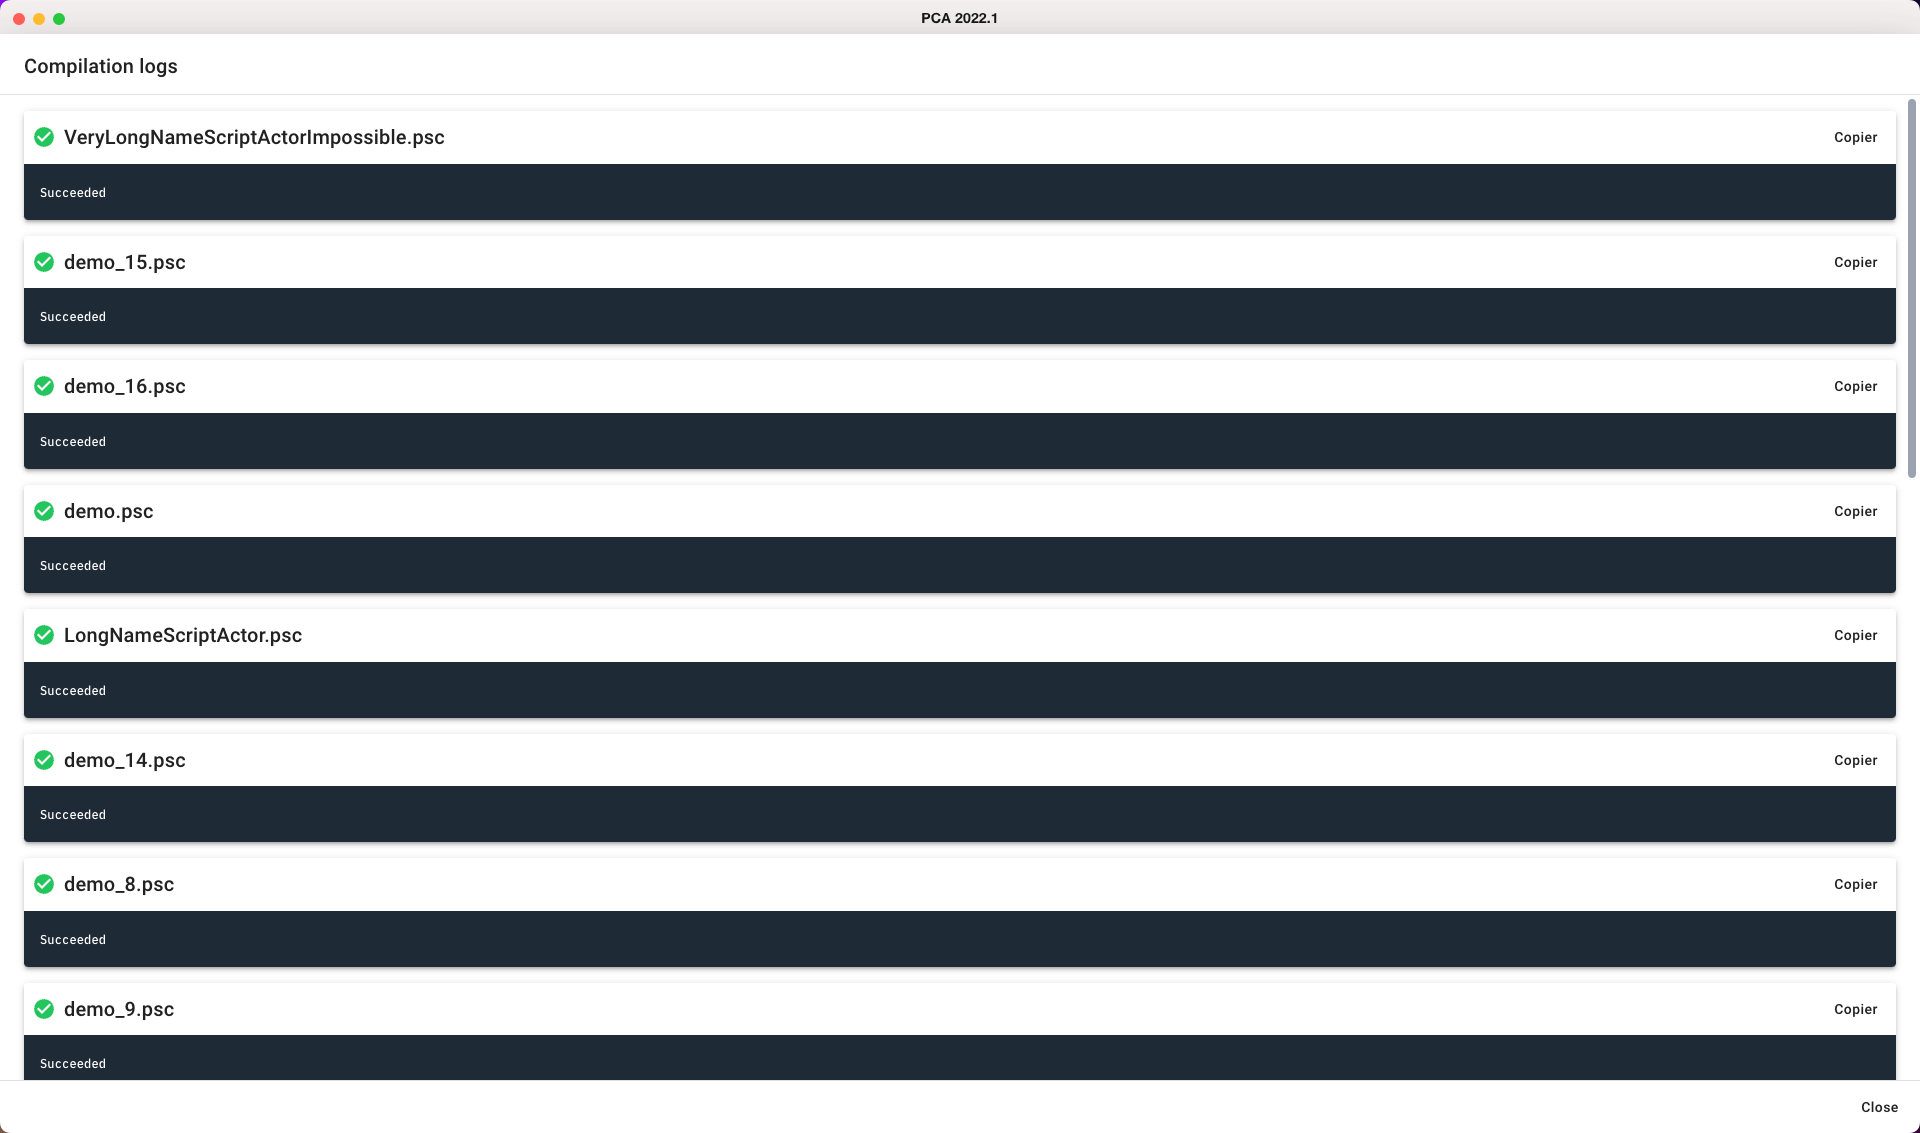 PCA 2022.1
Compilation logs
VeryLongNameScriptActorImpossible.psc Copier
Succeeded
demo_15.psc Copier
Succeeded
demo_16.psc Copier
Succeeded
demo.psc Copier
Succeeded
LongNameScriptActor.psc Copier
Succeeded
demo_14.psc Copier
Succeeded
demo_8.psc Copier
Succeeded
demo_9.psc Copier
Succeeded
Close